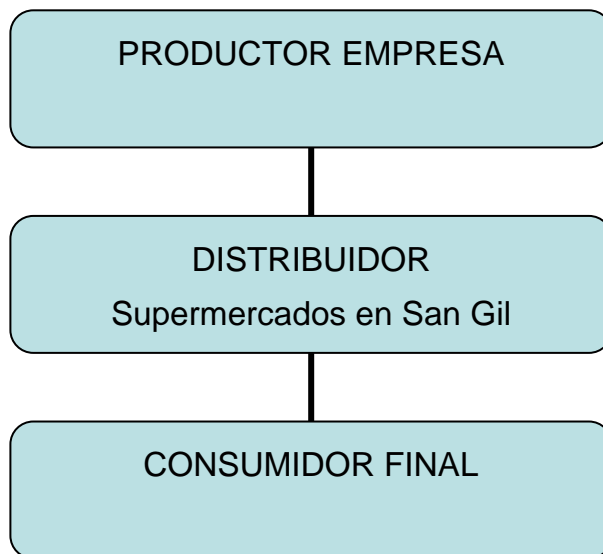 PRODUCTOR EMPRESA
DISTRIBUIDOR
Supermercados en San Gil
CONSUMIDOR FINAL